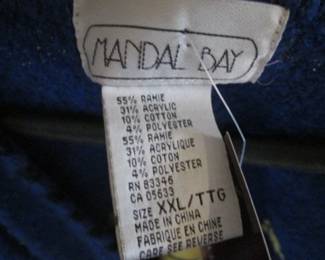 MANDAL BAY
55% RAMIE
31% ACRYLIC
10% COTTON
4% POLYESTER
55% RAMIE
31% ACRYLIQUE
10% COTON
4% POLYESTER
RN 83346
CA 05633
SIZE XXL/TTG
MADE IN CHINA
FABRIQUE EN CHINE
CARE SEE REVERSE